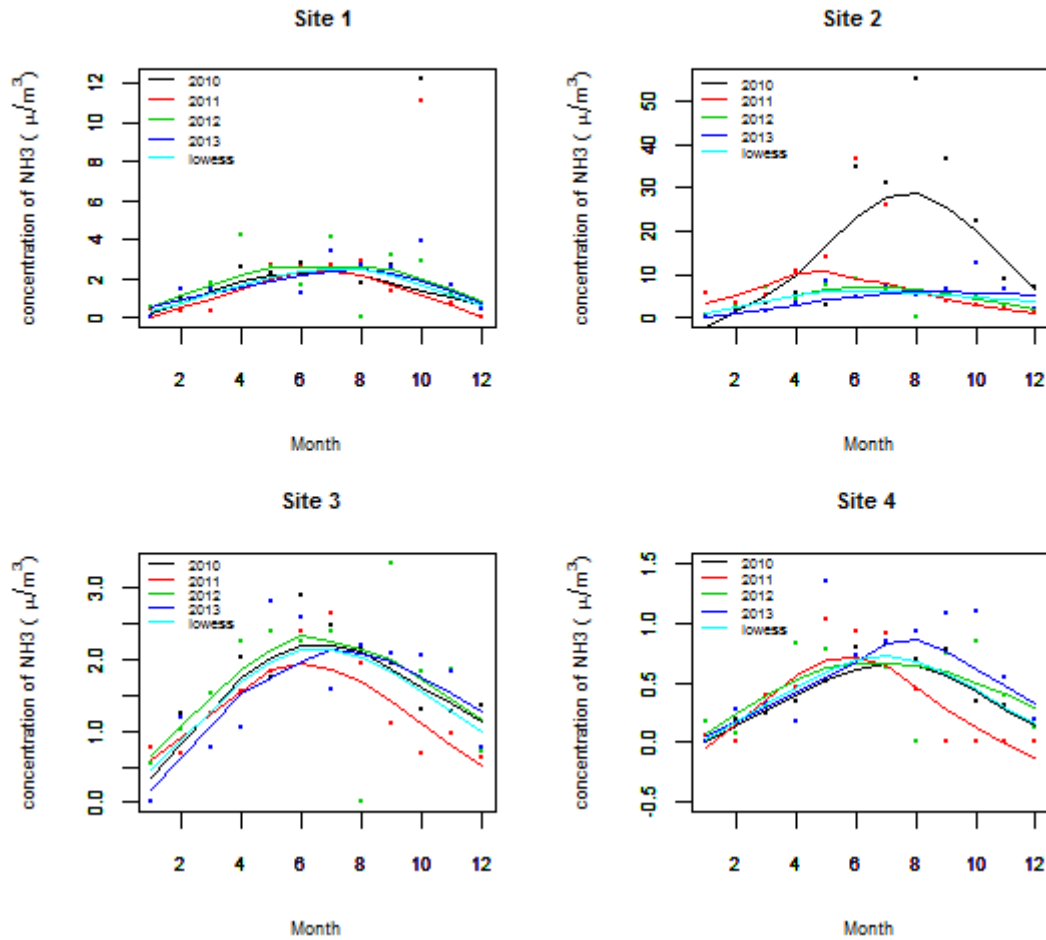 Site 1
concentration of NH3 ( μ/m³)
12
10
8
6
4
2
0
2010
2011
2012
2013
lowess
2 4 6 8 10 12
Month
Site 2
concentration of NH3 ( μ/m³)
50
40
30
20
10
0
2010
2011
2012
2013
lowess
2 4 6 8 10 12
Month
Site 3
concentration of NH3 ( μ/m³)
3.0
2.0
1.0
0.0
2010
2011
2012
2013
lowess
2 4 6 8 10 12
Month
Site 4
concentration of NH3 ( μ/m³)
1.5
1.0
0.5
0.0
-0.5
2010
2011
2012
2013
lowess
2 4 6 8 10 12
Month